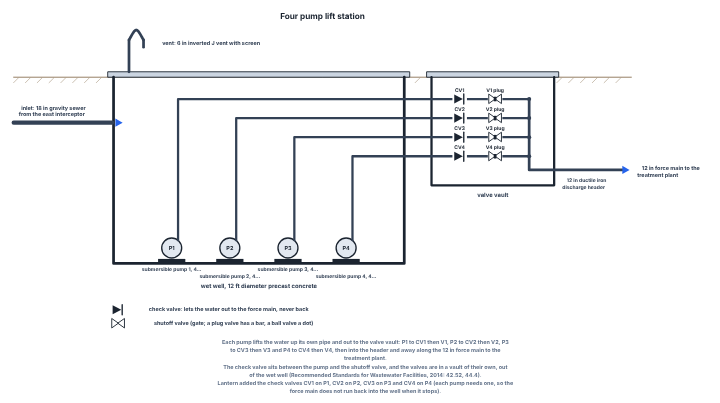 Four pump lift station
vent: 6 in inverted J vent with screen
inlet: 18 in gravity sewer
from the east interceptor
CV1
V1 plug
CV2
V2 plug
CV3
V3 plug
CV4
V4 plug
12 in force main to the
treatment plant
12 in ductile iron
discharge header
valve vault
P1
P2
P3
P4
submersible pump 1, 4...
submersible pump 2, 4...
submersible pump 3, 4...
submersible pump 4, 4...
wet well, 12 ft diameter precast concrete
check valve: lets the water out to the force main, never back
shutoff valve (gate; a plug valve has a bar, a ball valve a dot)
Each pump lifts the water up its own pipe and out to the valve vault: P1 to CV1 then V1, P2 to CV2 then V2, P3
to CV3 then V3 and P4 to CV4 then V4, then into the header and away along the 12 in force main to the
treatment plant.
The check valve sits between the pump and the shutoff valve, and the valves are in a vault of their own, out
of the wet well (Recommended Standards for Wastewater Facilities, 2014: 42.52, 44.4).
Lantern added the check valves CV1 on P1, CV2 on P2, CV3 on P3 and CV4 on P4 (each pump needs one, so the
force main does not run back into the well when it stops).